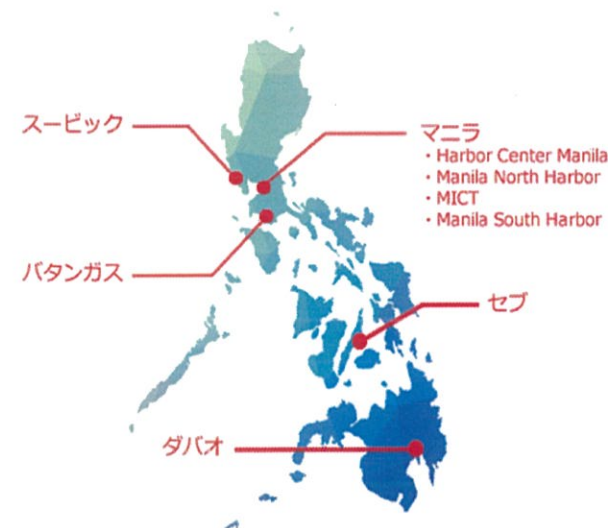 スービック
マニラ
・Harbor Center Manila
・Manila North Harbor
・MICT
・Manila South Harbor
バタンガス
セブ
ダバオ